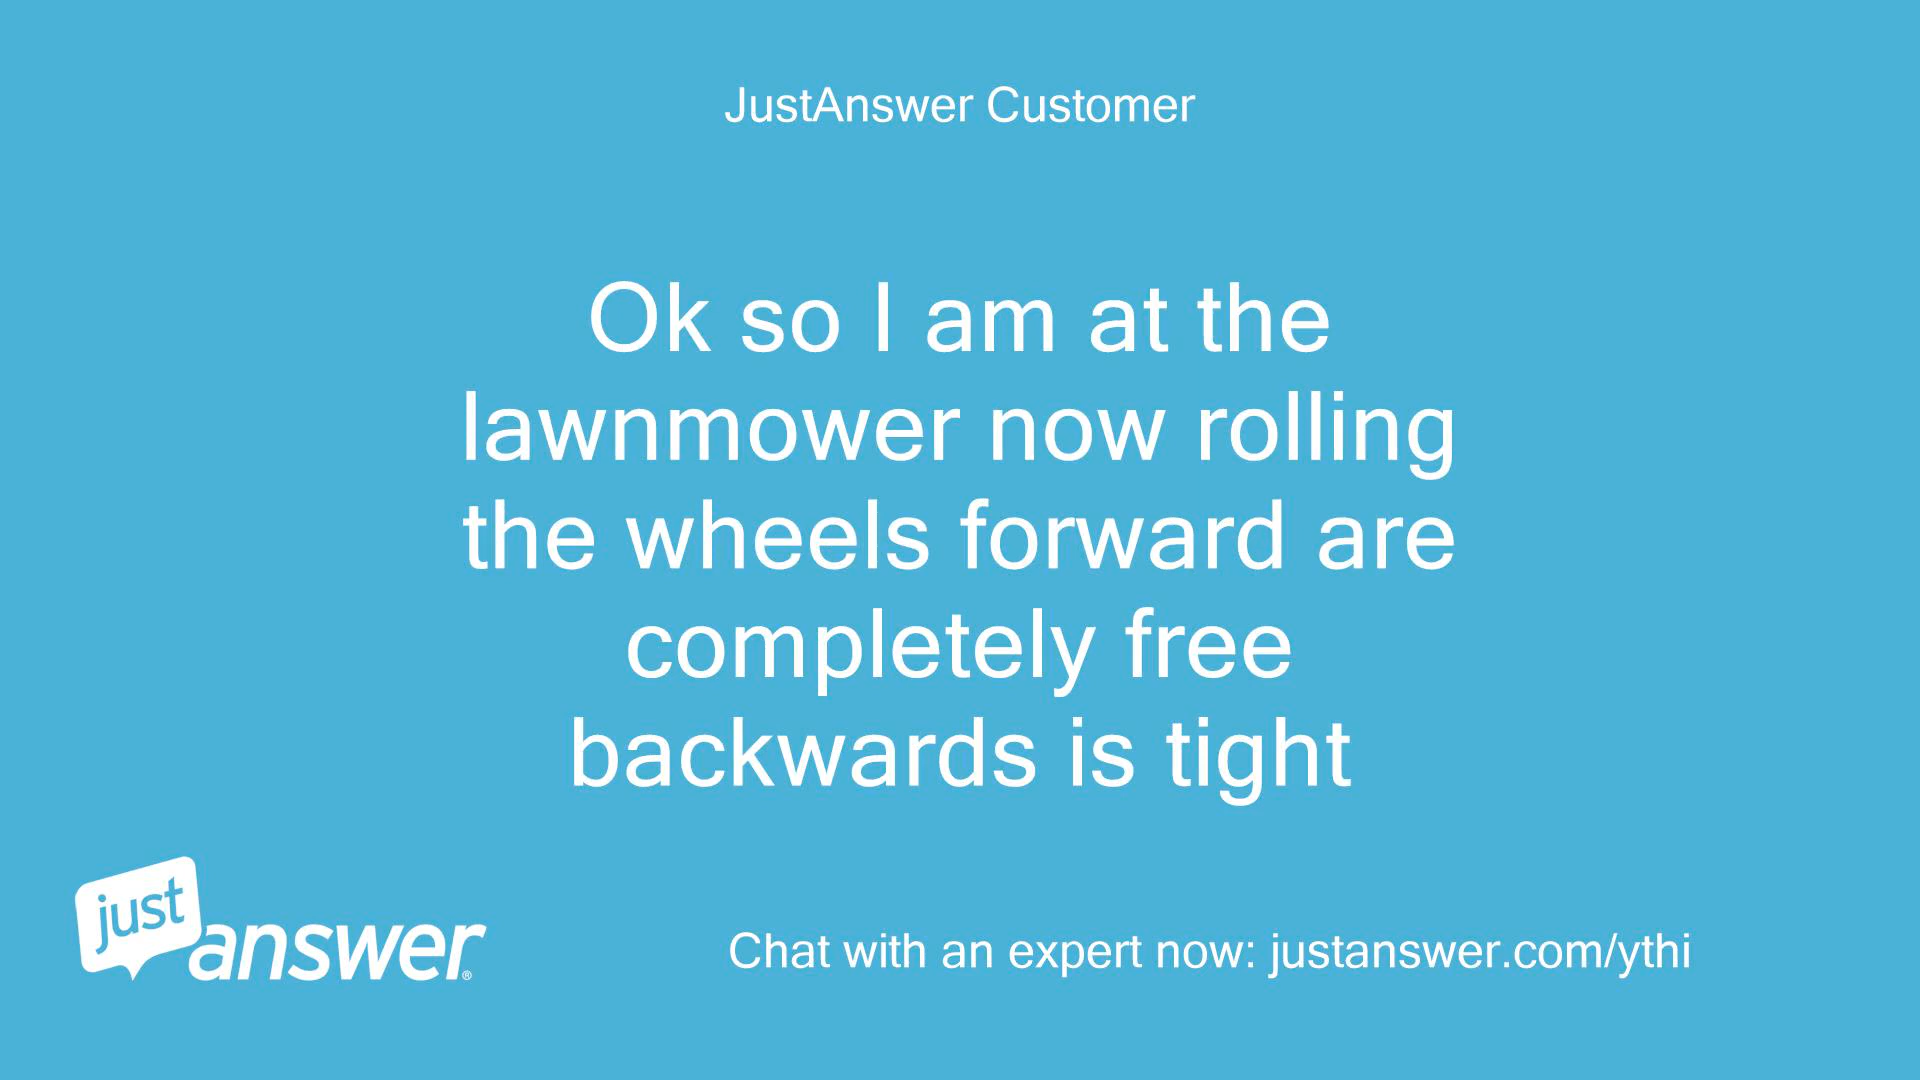 JustAnswer Customer
Ok so I am at the
lawnmower now rolling
the wheels forward are
completely free
backwards is tight
just
answer®
Chat with an expert now: justanswer.com/ythi